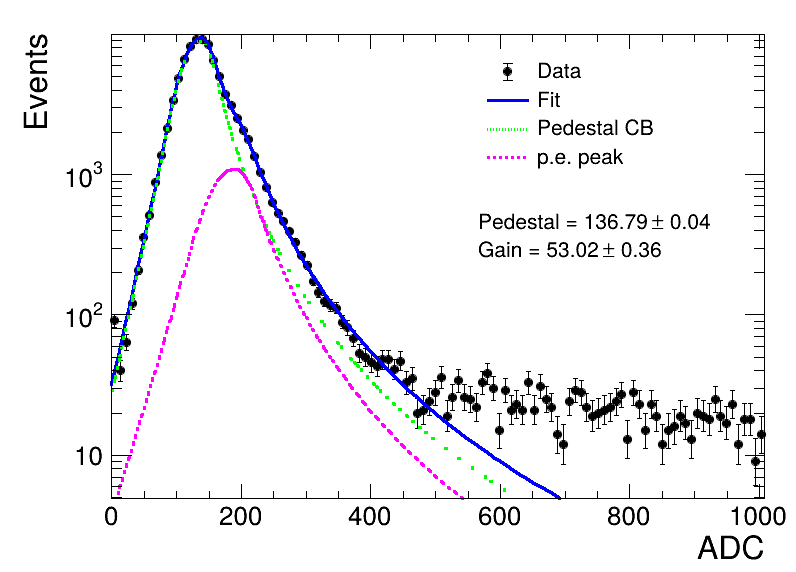 Events
Data
Fit
Pedestal CB
p.e. peak
10³
Pedestal = 136.79 ± 0.04
Gain = 53.02 ± 0.36
10²
10
0 200 400 600 800 1000
ADC